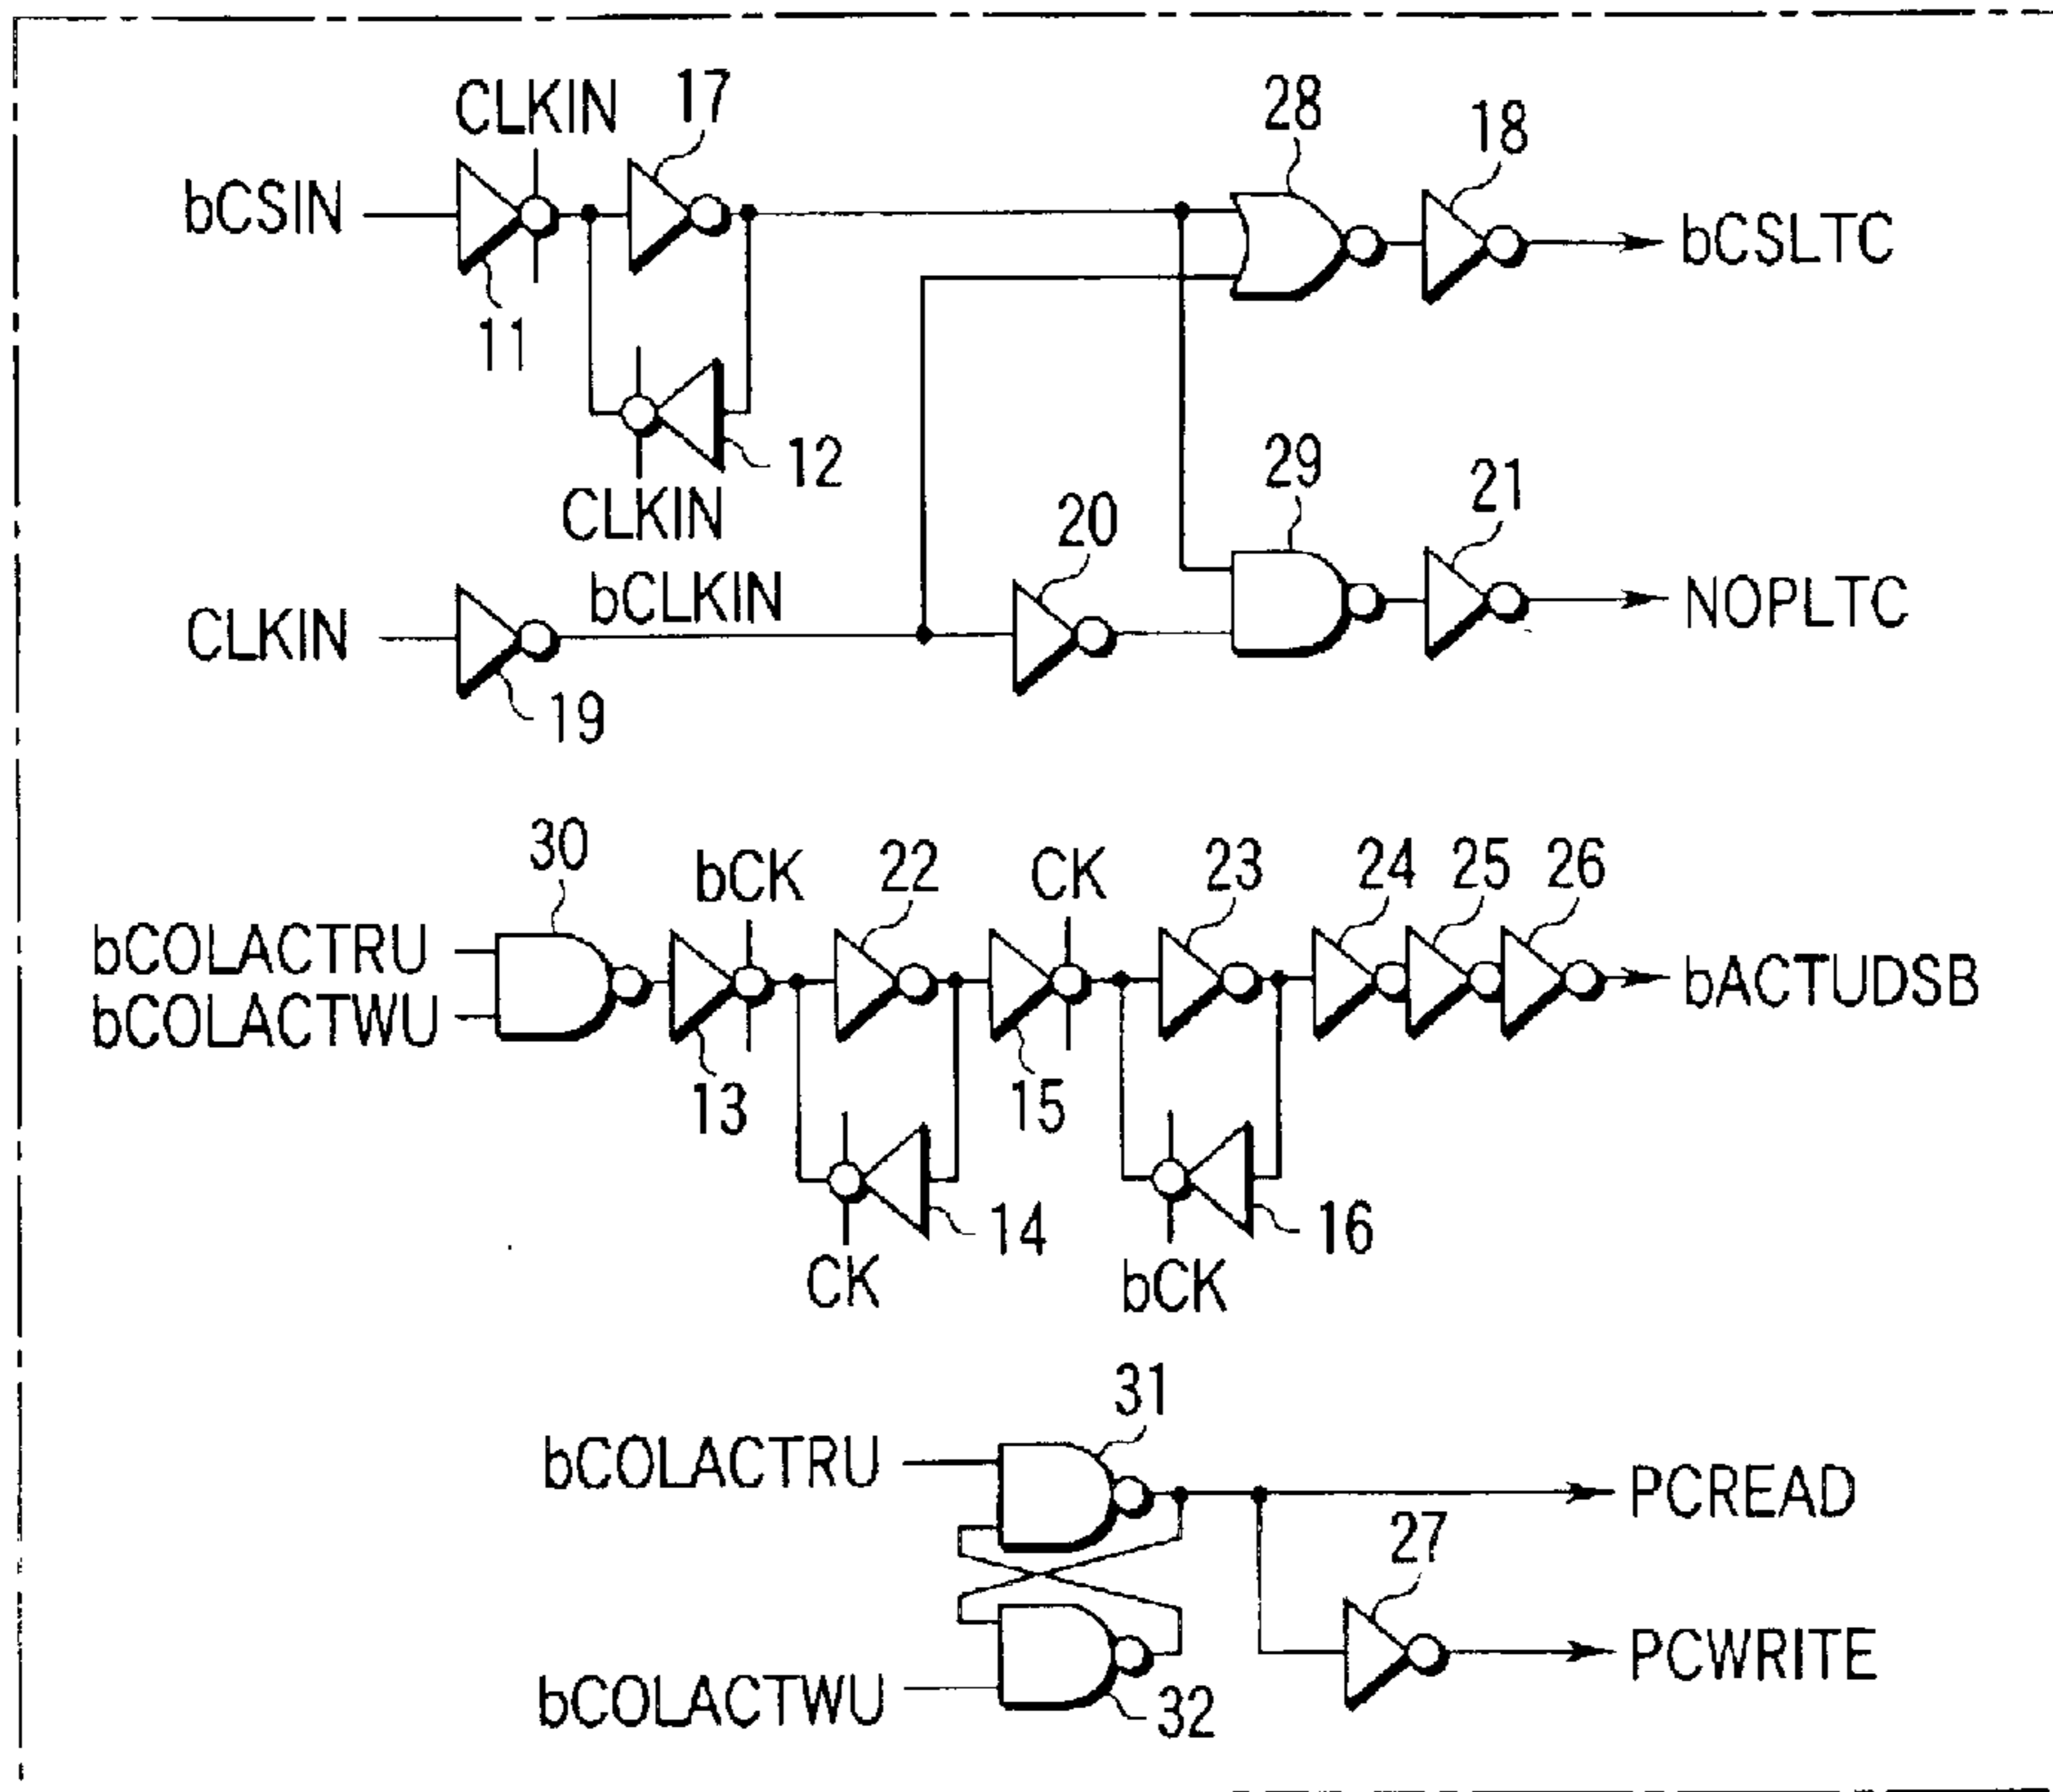 CLKIN
17
28
18
bCSIN
bCSLTC
11
12
CLKIN
29
21
20
bCLKIN
CLKIN
NOPLTC
19
30
bCK
22
CK
23
24
25
26
bCOLACTRU
bCOLACTWU
bACTUDSB
13
15
14
16
CK
bCK
31
bCOLACTRU
PCREAD
27
PCWRITE
bCOLACTWU
32